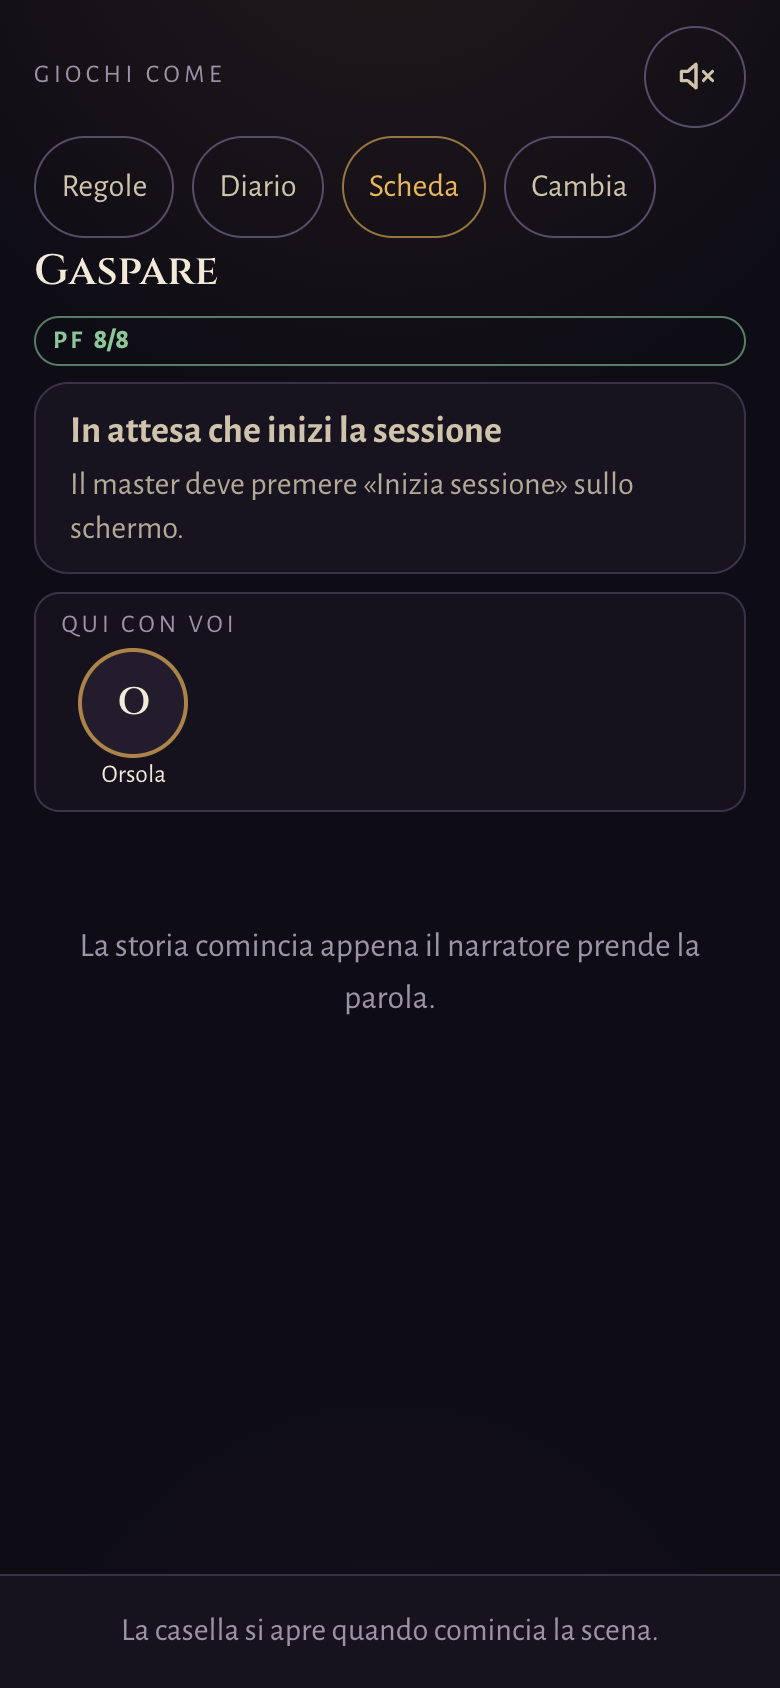 GIOCHI COME
Regole
Diario
Scheda
Cambia
GASPARE
PF 8/8
In attesa che inizi la sessione
Il master deve premere «Inizia sessione» sullo
schermo.
QUI CON VOI
O
Orsola
La storia comincia appena il narratore prende la
parola.
La casella si apre quando comincia la scena.